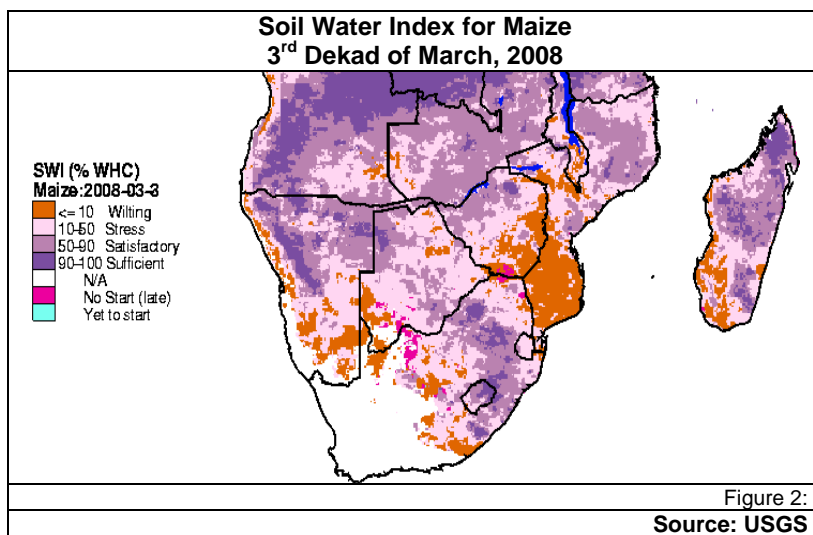 Soil Water Index for Maize
3rd Dekad of March, 2008
SWI (% WHC)
Maize:2008-03-3
<= 10 Wilting
10-50 Stress
50-90 Satisfactory
90-100 Sufficient
N/A
No Start (late)
Yet to start
Figure 2:
Source: USGS